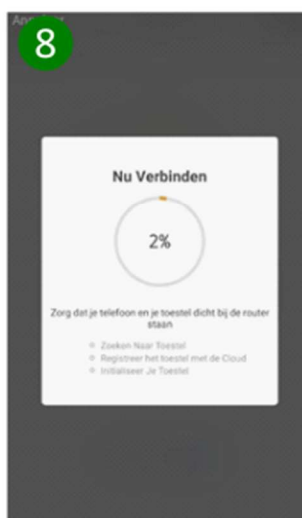 8
Nu Verbinden
2%
Zorg dat je telefoon en je toestel dicht bij de router
staan
Zoeken Naar Toestel
Registreer het toestel met de Cloud
Initialiseer Je Toestel